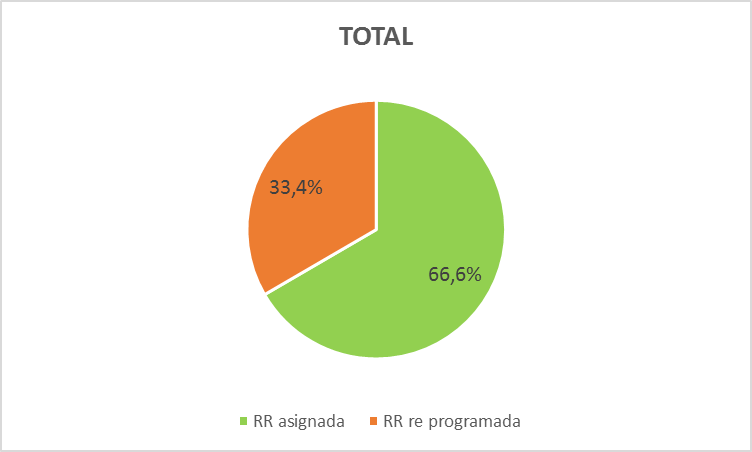 TOTAL
33,4%
66,6%
RR asignada
RR re programada